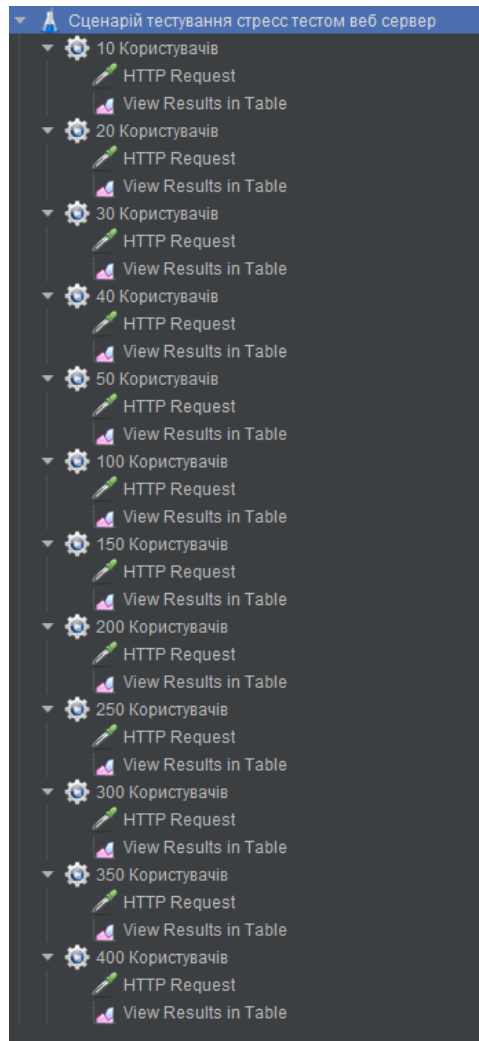 Сценарій тестування стресс тестом веб сервер
10 Користувачів
HTTP Request
View Results in Table
20 Користувачів
HTTP Request
View Results in Table
30 Користувачів
HTTP Request
View Results in Table
40 Користувачів
HTTP Request
View Results in Table
50 Користувачів
HTTP Request
View Results in Table
100 Користувачів
HTTP Request
View Results in Table
150 Користувачів
HTTP Request
View Results in Table
200 Користувачів
HTTP Request
View Results in Table
250 Користувачів
HTTP Request
View Results in Table
300 Користувачів
HTTP Request
View Results in Table
350 Користувачів
HTTP Request
View Results in Table
400 Користувачів
HTTP Request
View Results in Table